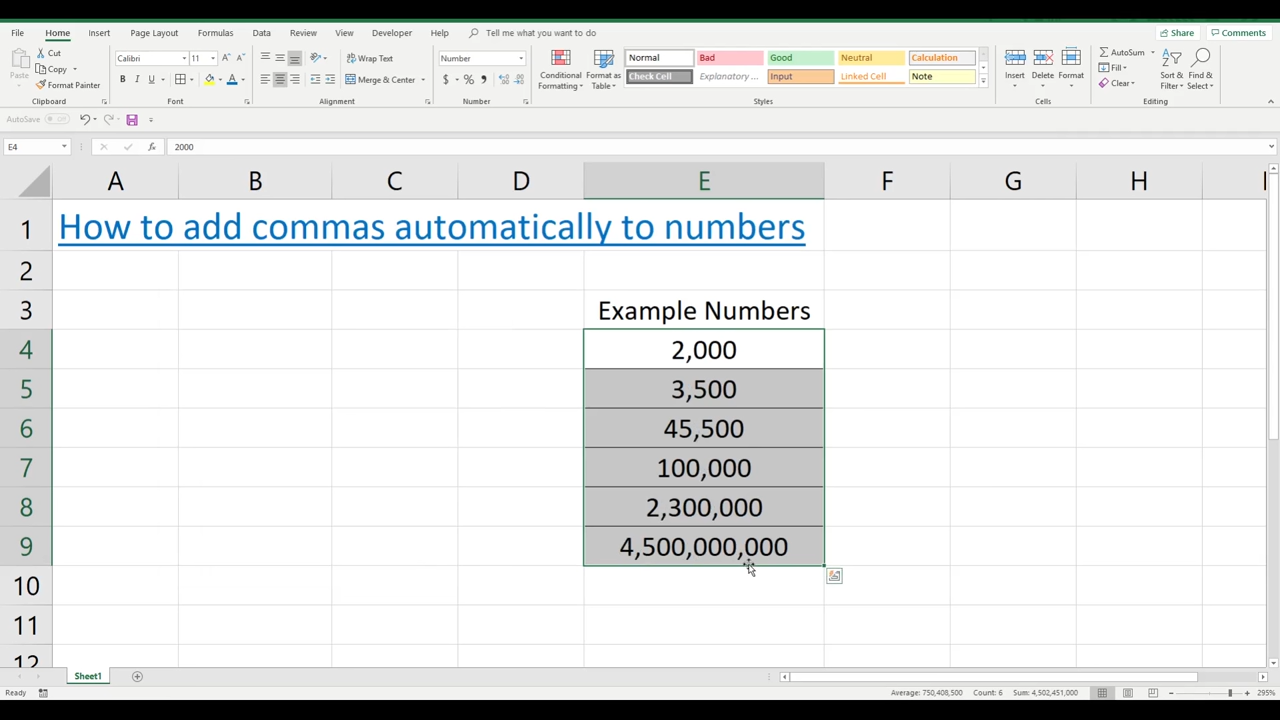 File Home Insert Page Layout Formulas Data Review View Developer Help Tell me what you want to do Share Comments
Cut Calibri 11 Wrap Text Number Normal Bad Good Neutral Calculation AutoSum
Paste Copy Merge & Center Conditional Formatting Format as Table Check Cell Explanatory ... Input Linked Cell Note Insert Delete Format Fill Sort & Filter Find & Select
Format Painter B I U $ % Clear
Clipboard Font Alignment Number Styles Cells Editing
AutoSave Off
E4 fx 2000
A B C D E F G H
1 How to add commas automatically to numbers
2
3 Example Numbers
4 2,000
5 3,500
6 45,500
7 100,000
8 2,300,000
9 4,500,000,000
10
11
12
Sheet1
Ready Average: 750,408,500 Count: 6 Sum: 4,502,451,000 295%